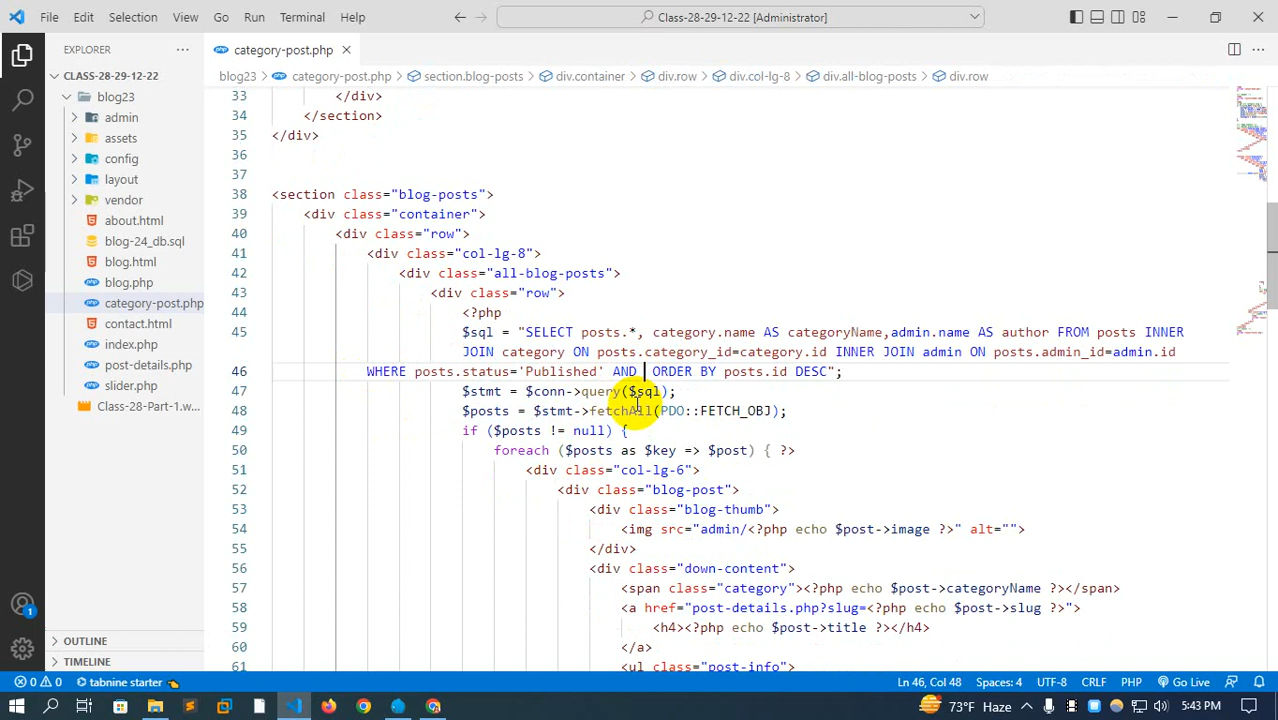 File Edit Selection View Go Run Terminal Help
Class-28-29-12-22 [Administrator]
EXPLORER
category-post.php
CLASS-28-29-12-22
blog23 > category-post.php > section.blog-posts > div.container > div.row > div.col-lg-8 > div.all-blog-posts > div.row
blog23
admin
assets
config
layout
vendor
about.html
blog-24_db.sql
blog.html
blog.php
category-post.php
contact.html
index.php
post-details.php
slider.php
Class-28-Part-1.w...
OUTLINE
TIMELINE
33 </div>
34 </section>
35 </div>
36
37
38 <section class="blog-posts">
39 <div class="container">
40 <div class="row">
41 <div class="col-lg-8">
42 <div class="all-blog-posts">
43 <div class="row">
44 <?php
45 $sql = "SELECT posts.*, category.name AS categoryName,admin.name AS author FROM posts INNER
JOIN category ON posts.category_id=category.id INNER JOIN admin ON posts.admin_id=admin.id
46 WHERE posts.status='Published' AND ORDER BY posts.id DESC";
47 $stmt = $conn->query($sql);
48 $posts = $stmt->fetchAll(PDO::FETCH_OBJ);
49 if ($posts != null) {
50 foreach ($posts as $key => $post) { ?>
51 <div class="col-lg-6">
52 <div class="blog-post">
53 <div class="blog-thumb">
54 <img src="admin/<?php echo $post->image ?>" alt="">
55 </div>
56 <div class="down-content">
57 <span class="category"><?php echo $post->categoryName ?></span>
58 <a href="post-details.php?slug=<?php echo $post->slug ?>">
59 <h4><?php echo $post->title ?></h4>
60 </a>
61 <ul class="post-info">
1
0 0 tabnine starter
Ln 46, Col 48 Spaces: 4 UTF-8 CRLF PHP Go Live
73°F Haze 5:43 PM